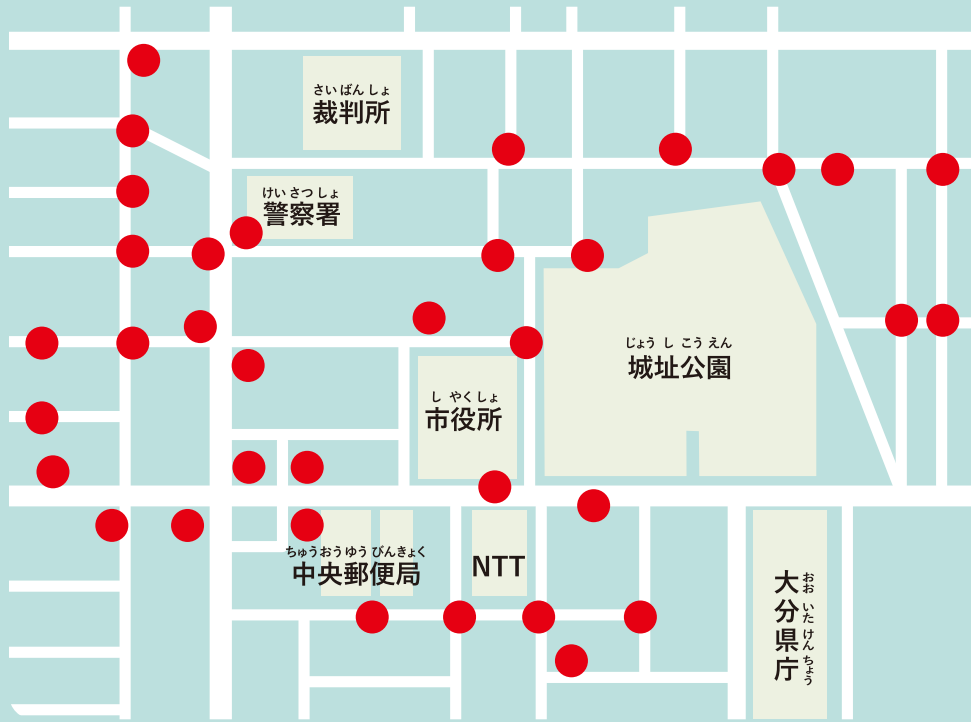 さいばんしょ
裁判所
けいさつしょ
警察署
じょうしこうえん
城址公園
しやくしょ
市役所
ちゅうおうゆうびんきょく
中央郵便局
NTT
大分県庁
おおいたけんちょう